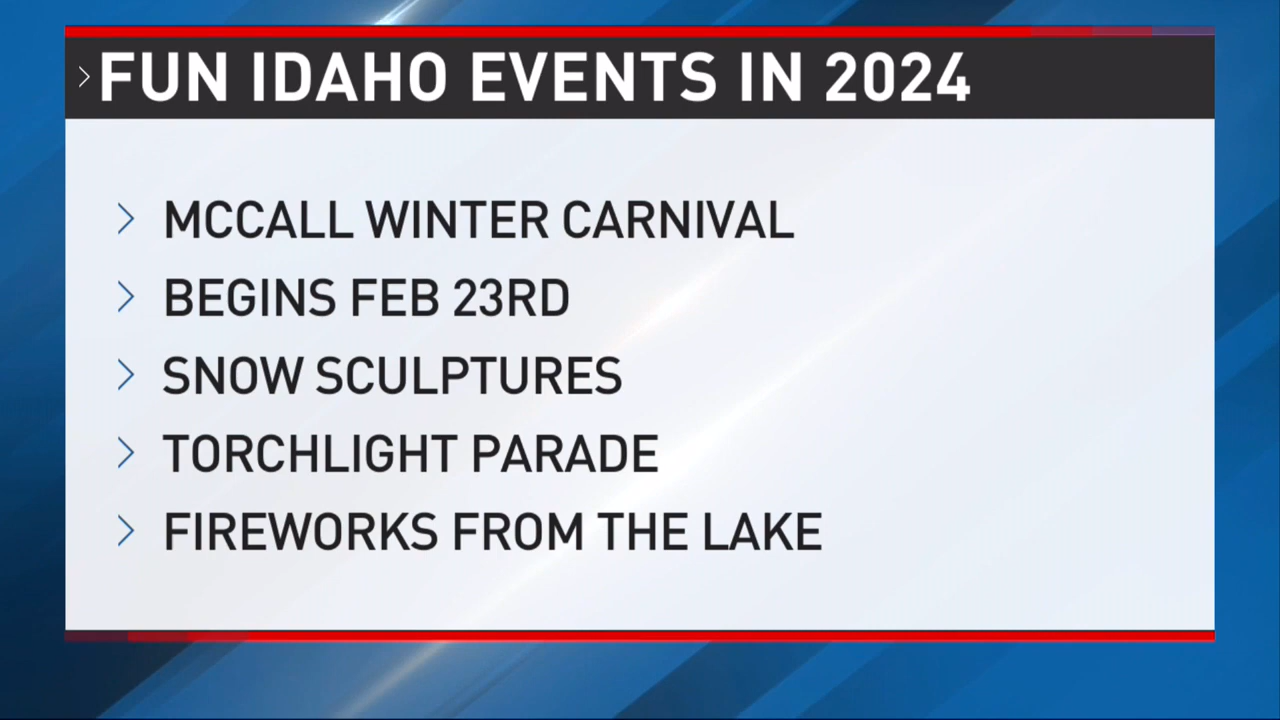 FUN IDAHO EVENTS IN 2024
MCCALL WINTER CARNIVAL
BEGINS FEB 23RD
SNOW SCULPTURES
TORCHLIGHT PARADE
FIREWORKS FROM THE LAKE